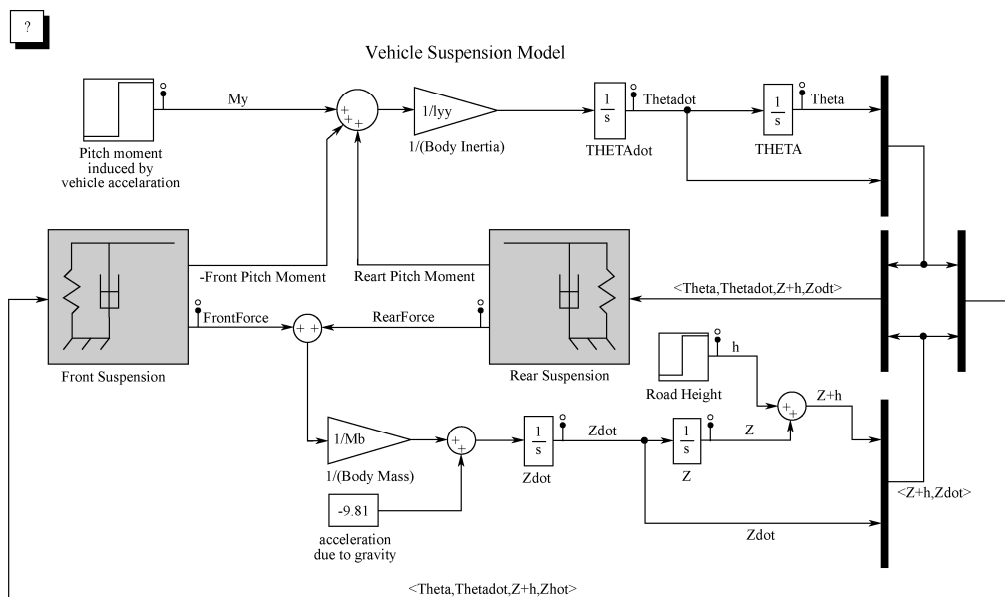 ?
Vehicle Suspension Model
My
Thetadot
Theta
1/Iyy
1
s
1
s
Pitch moment
induced by
vehicle accelaration
1/(Body Inertia)
THETAdot
THETA
-Front Pitch Moment
Reart Pitch Moment
<Theta,Thetadot,Z+h,Zodt>
FrontForce
RearForce
h
Front Suspension
Rear Suspension
Road Height
Z+h
1/Mb
Zdot
Z
1
s
1
s
1/(Body Mass)
Zdot
Z
<Z+h,Zdot>
-9.81
acceleration
due to gravity
Zdot
<Theta,Thetadot,Z+h,Zhot>